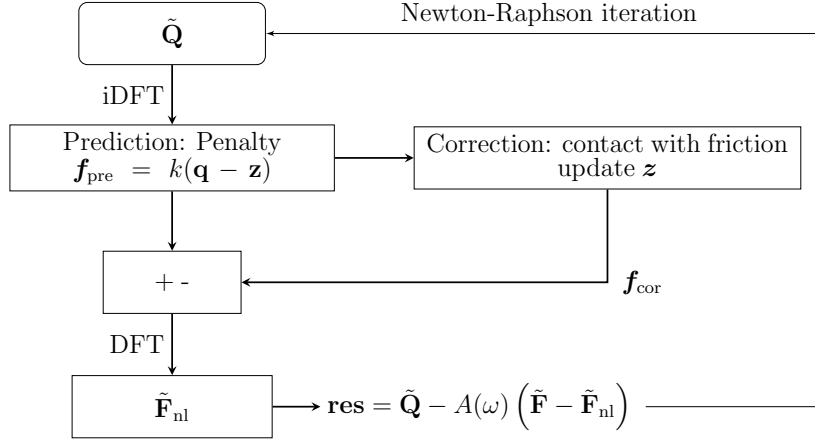 Newton-Raphson iteration
Q̃
iDFT
Prediction: Penalty
f_pre = k(q − z)
Correction: contact with friction
update z
+ -
f_cor
DFT
F̃_nl
res = Q̃ − A(ω) (F̃ − F̃_nl)